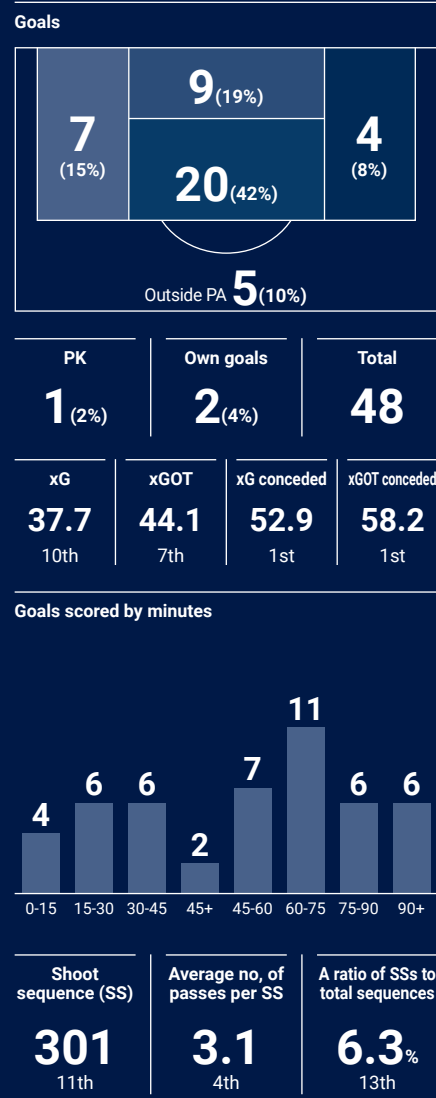 Goals
9(19%)
7
(15%)
4
(8%)
20(42%)
Outside PA 5(10%)
PK
Own goals
Total
1(2%)
2(4%)
48
xG
xGOT
xG conceded
xGOT conceded
37.7
44.1
52.9
58.2
10th
7th
1st
1st
Goals scored by minutes
4
6
6
2
7
11
6
6
0-15
15-30
30-45
45+
45-60
60-75
75-90
90+
Shoot
sequence (SS)
Average no, of
passes per SS
A ratio of SSs to
total sequences
301
3.1
6.3%
11th
4th
13th